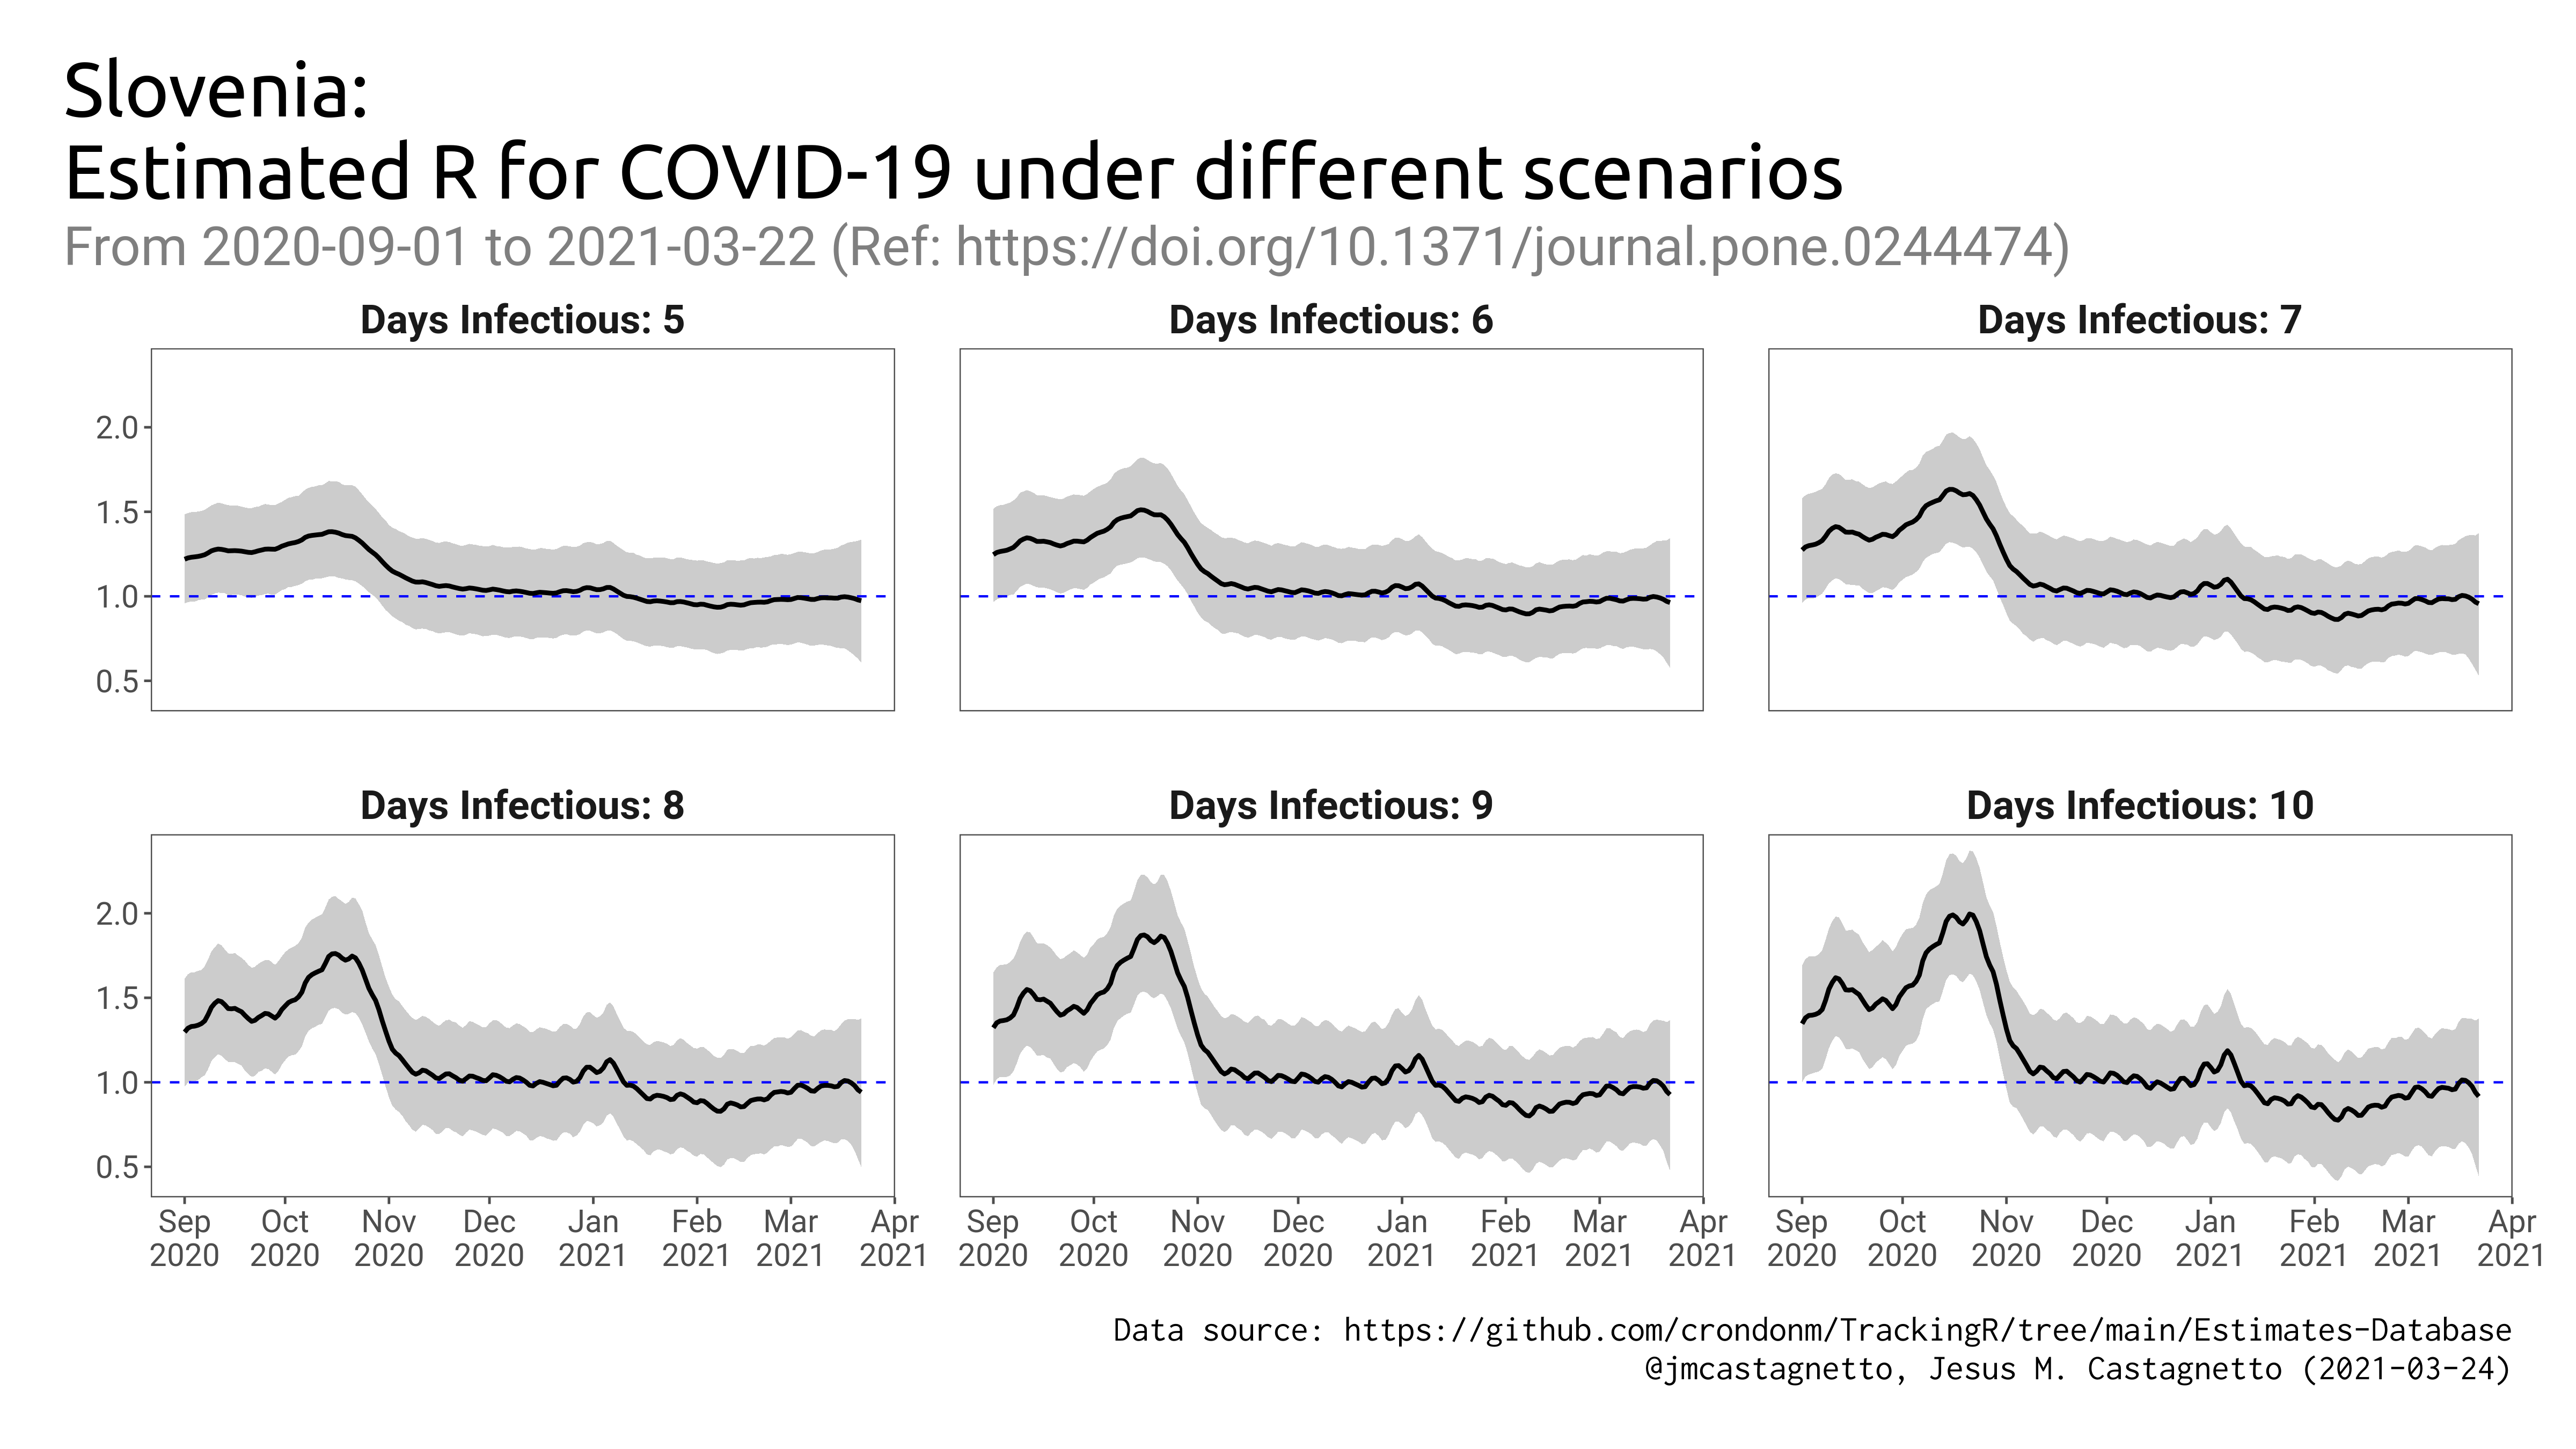 Slovenia:
Estimated R for COVID-19 under different scenarios
From 2020-09-01 to 2021-03-22 (Ref: https://doi.org/10.1371/journal.pone.0244474)
Days Infectious: 5
Days Infectious: 6
Days Infectious: 7
2.0
1.5
1.0
0.5
Days Infectious: 8
Days Infectious: 9
Days Infectious: 10
2.0
1.5
1.0
0.5
Sep Oct Nov Dec Jan Feb Mar Apr
2020 2020 2020 2020 2021 2021 2021 2021
Sep Oct Nov Dec Jan Feb Mar Apr
2020 2020 2020 2020 2021 2021 2021 2021
Sep Oct Nov Dec Jan Feb Mar Apr
2020 2020 2020 2020 2021 2021 2021 2021
Data source: https://github.com/crondonm/TrackingR/tree/main/Estimates-Database
@jmcastagnetto, Jesus M. Castagnetto (2021-03-24)